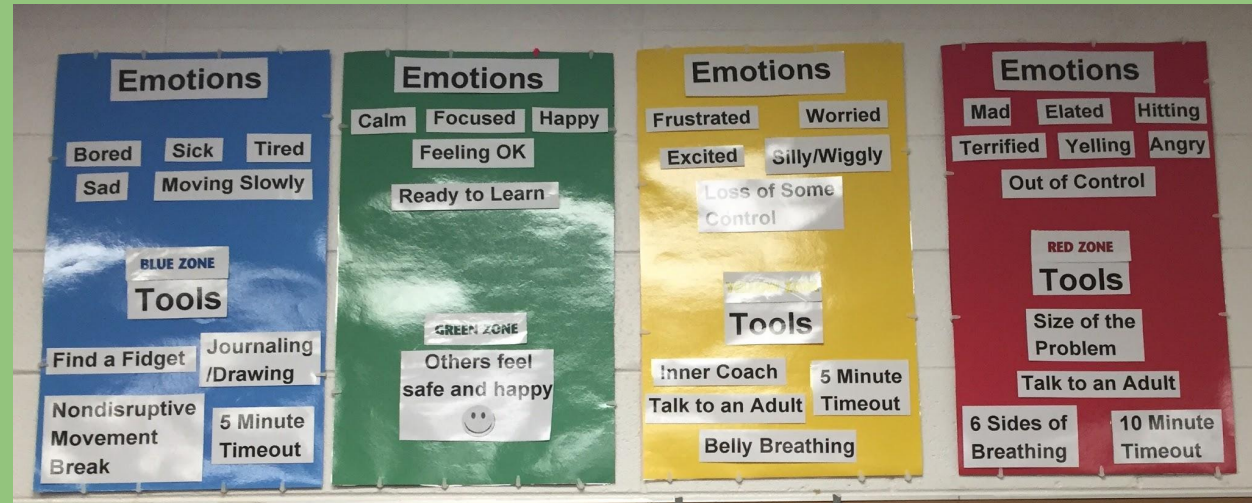 Emotions
Bored Sick Tired
Sad Moving Slowly
BLUE ZONE
Tools
Find a Fidget
Journaling
/Drawing
Nondisruptive
Movement
Break
5 Minute
Timeout
Emotions
Calm Focused Happy
Feeling OK
Ready to Learn
GREEN ZONE
Others feel
safe and happy
Emotions
Frustrated Worried
Excited Silly/Wiggly
Loss of Some
Control
YELLOW ZONE
Tools
Inner Coach
5 Minute
Timeout
Talk to an Adult
Belly Breathing
Emotions
Mad Elated Hitting
Terrified Yelling Angry
Out of Control
RED ZONE
Tools
Size of the
Problem
Talk to an Adult
6 Sides of
Breathing
10 Minute
Timeout